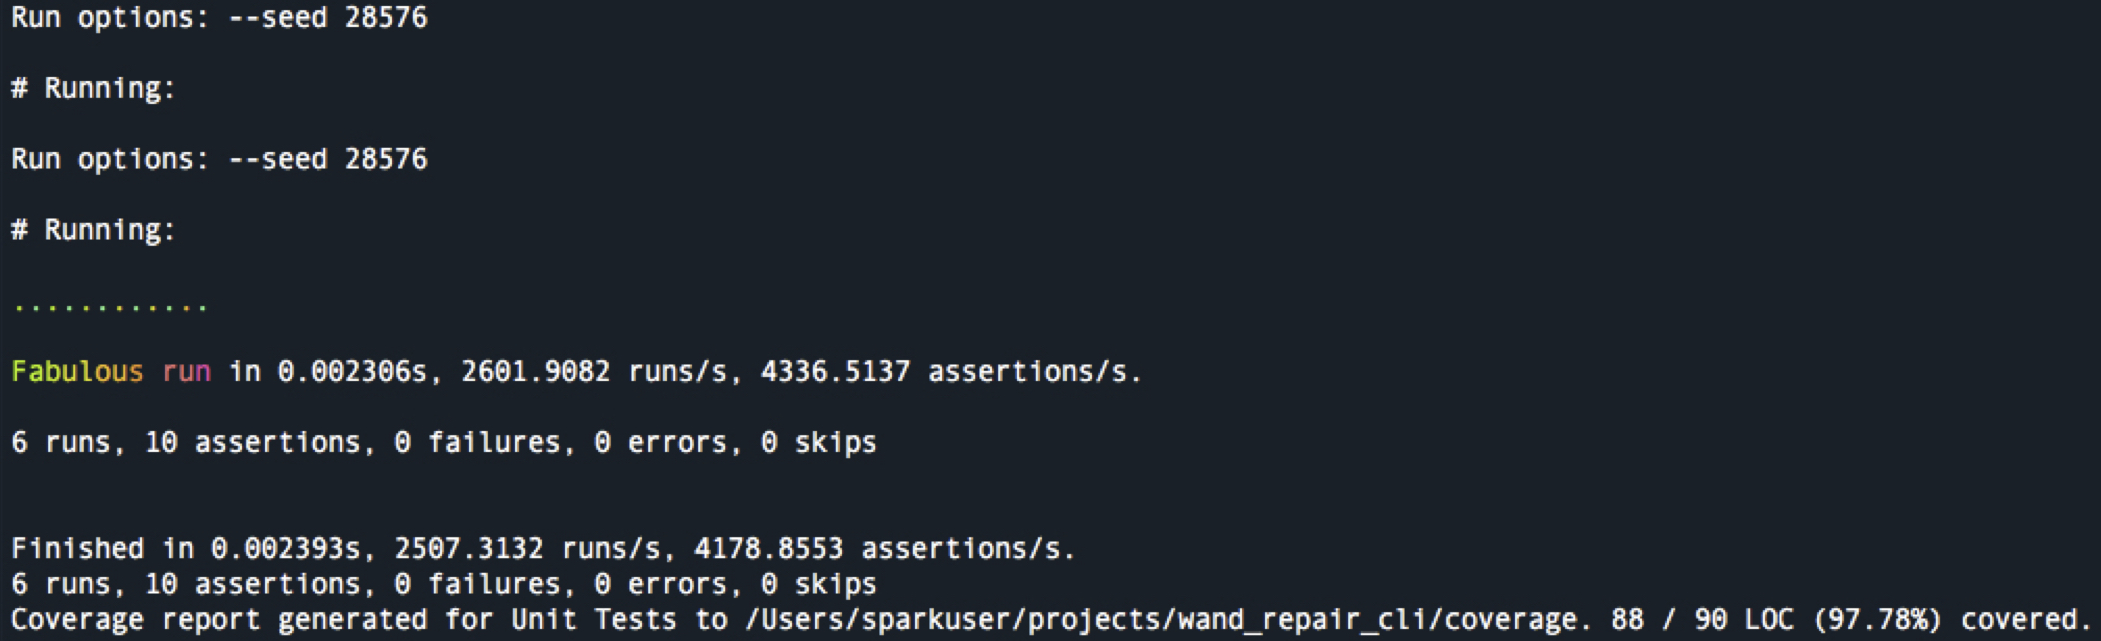 Run options: --seed 28576
# Running:
Run options: --seed 28576
# Running:
............
Fabulous run in 0.002306s, 2601.9082 runs/s, 4336.5137 assertions/s.
6 runs, 10 assertions, 0 failures, 0 errors, 0 skips
Finished in 0.002393s, 2507.3132 runs/s, 4178.8553 assertions/s.
6 runs, 10 assertions, 0 failures, 0 errors, 0 skips
Coverage report generated for Unit Tests to /Users/sparkuser/projects/wand_repair_cli/coverage. 88 / 90 LOC (97.78%) covered.